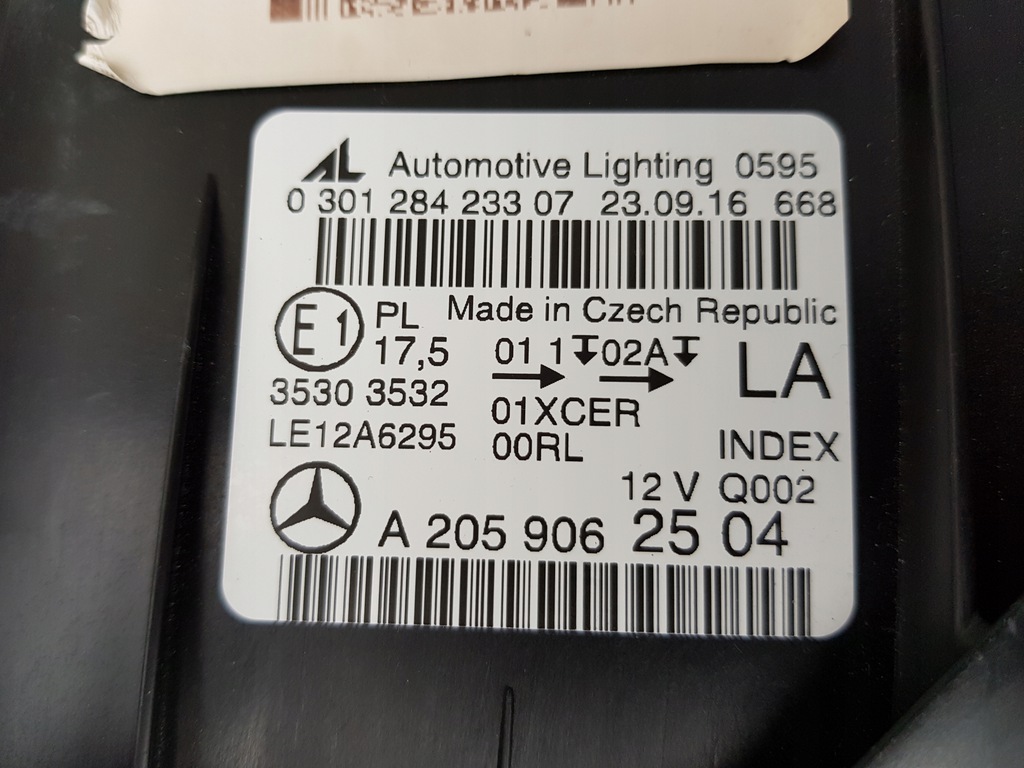 AL Automotive Lighting 0595
0 301 284 233 07 23.09.16 668
Made in Czech Republic
E1 PL
17,5
01 1 02A
LA
3530 3532
01XCER
LE12A6295
00RL
INDEX
12 V Q002
A 205 906 25 04